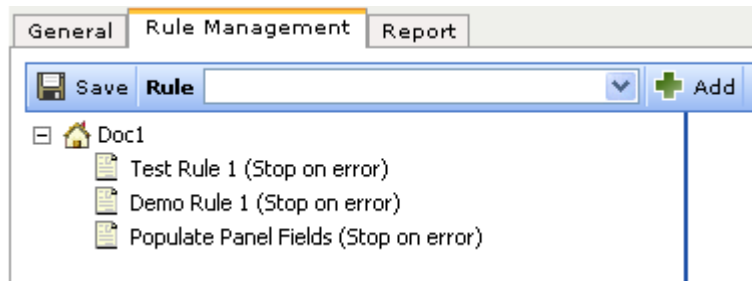 General Rule Management Report
Save Rule Add
Doc1
Test Rule 1 (Stop on error)
Demo Rule 1 (Stop on error)
Populate Panel Fields (Stop on error)